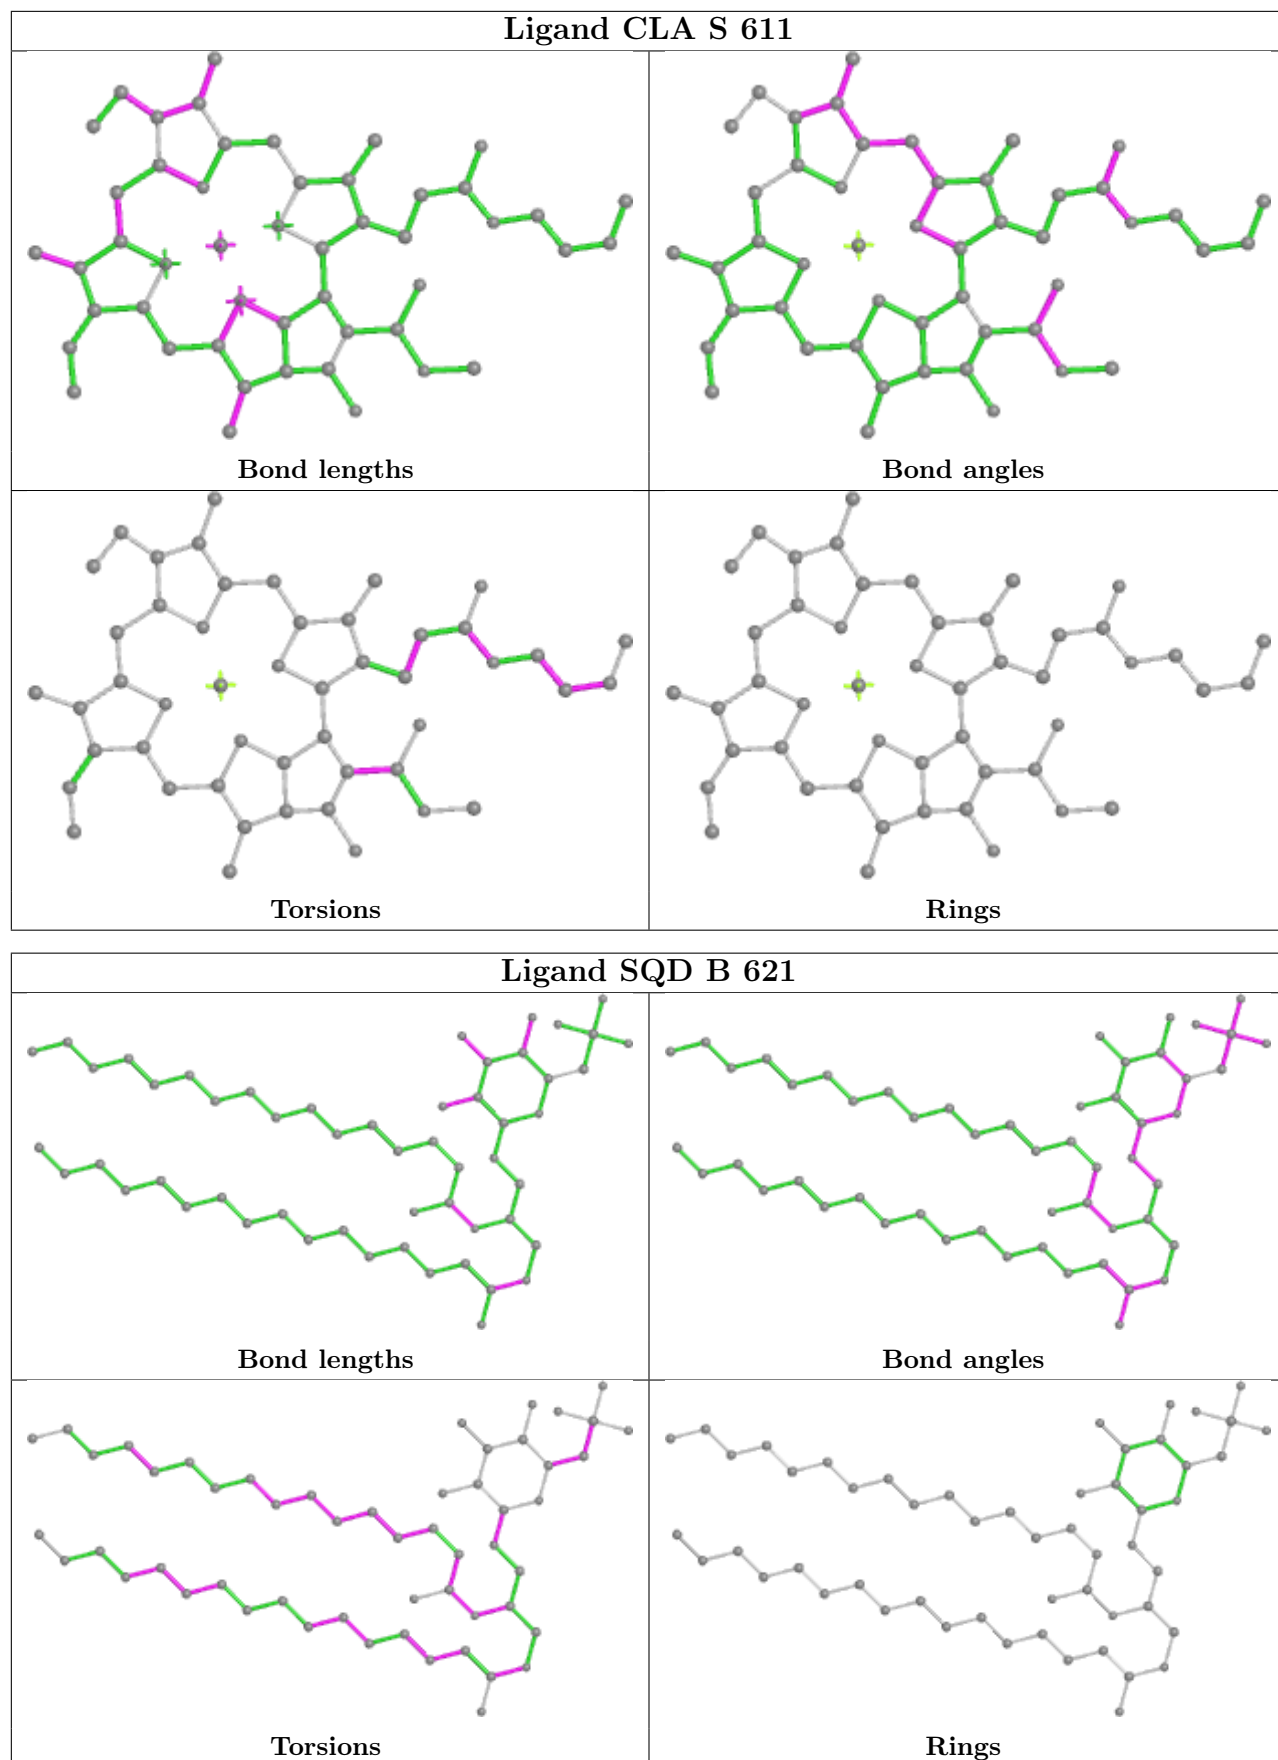 Ligand CLA S 611
Bond lengths
Bond angles
Torsions
Rings
Ligand SQD B 621
Bond lengths
Bond angles
Torsions
Rings